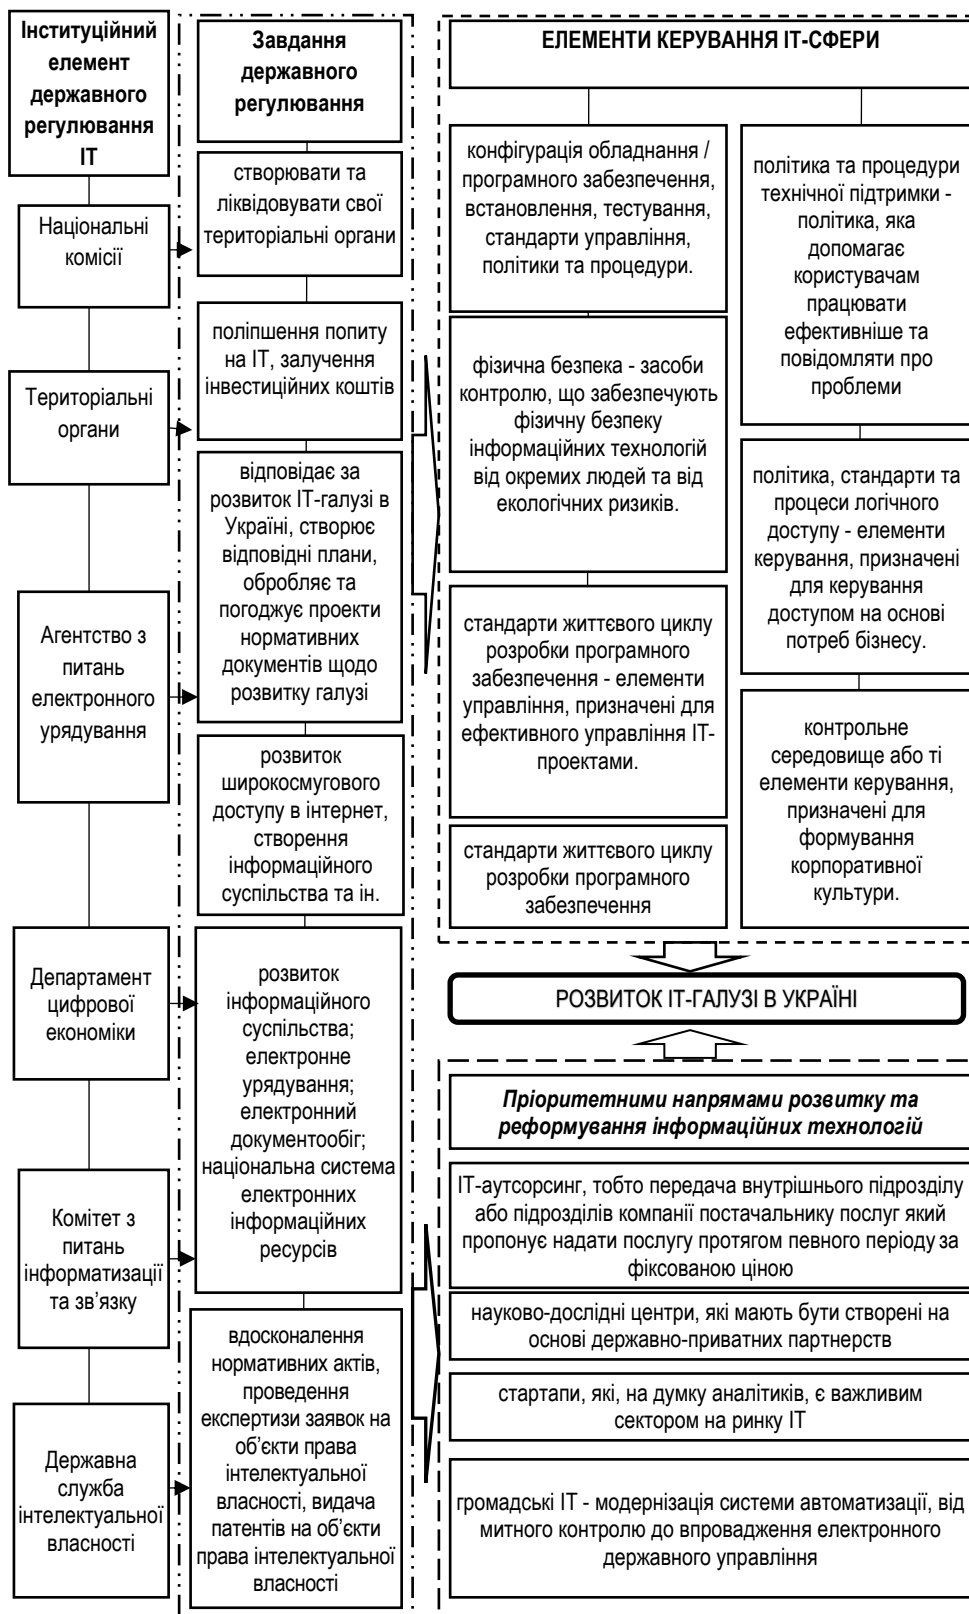 Інституційний
елемент
державного
регулювання
ІТ
Національні
комісії
Територіальні
органи
Агентство з
питань
електронного
урядування
Департамент
цифрової
економіки
Комітет з
питань
інформатизації
та зв’язку
Державна
служба
інтелектуальної
власності
Завдання
державного
регулювання
створювати та
ліквідовувати свої
територіальні органи
поліпшення попиту
на ІТ, залучення
інвестиційних коштів
відповідає за
розвиток ІТ-галузі в
Україні, створює
відповідні плани,
обробляє та
погоджує проекти
нормативних
документів щодо
розвитку галузі
розвиток
широкосмугового
доступу в інтернет,
створення
інформаційного
суспільства та ін.
розвиток
інформаційного
суспільства;
електронне
урядування;
електронний
документообіг;
національна система
електронних
інформаційних
ресурсів
вдосконалення
нормативних актів,
проведення
експертизи заявок на
об’єкти права
інтелектуальної
власності, видача
патентів на об’єкти
права інтелектуальної
власності
ЕЛЕМЕНТИ КЕРУВАННЯ ІТ-СФЕРИ
конфігурація обладнання /
програмного забезпечення,
встановлення, тестування,
стандарти управління,
політики та процедури.
фізична безпека - засоби
контролю, що забезпечують
фізичну безпеку
інформаційних технологій
від окремих людей та від
екологічних ризиків.
стандарти життєвого циклу
розробки програмного
забезпечення - елементи
управління, призначені для
ефективного управління ІТ-
проектами.
стандарти життєвого циклу
розробки програмного
забезпечення
політика та процедури
технічної підтримки -
політика, яка
допомагає
користувачам
працювати
ефективніше та
повідомляти про
проблеми
політика, стандарти та
процеси логічного
доступу - елементи
керування, призначені
для керування
доступом на основі
потреб бізнесу.
контрольне
середовище або ті
елементи керування,
призначені для
формування
корпоративної
культури.
РОЗВИТОК ІТ-ГАЛУЗІ В УКРАЇНІ
Пріоритетними напрямами розвитку та
реформування інформаційних технологій
ІТ-аутсорсинг, тобто передача внутрішнього підрозділу
або підрозділів компанії постачальнику послуг який
пропонує надати послугу протягом певного періоду за
фіксованою ціною
науково-дослідні центри, які мають бути створені на
основі державно-приватних партнерств
стартапи, які, на думку аналітиків, є важливим
сектором на ринку ІТ
громадські ІТ - модернізація системи автоматизації, від
митного контролю до впровадження електронного
державного управління